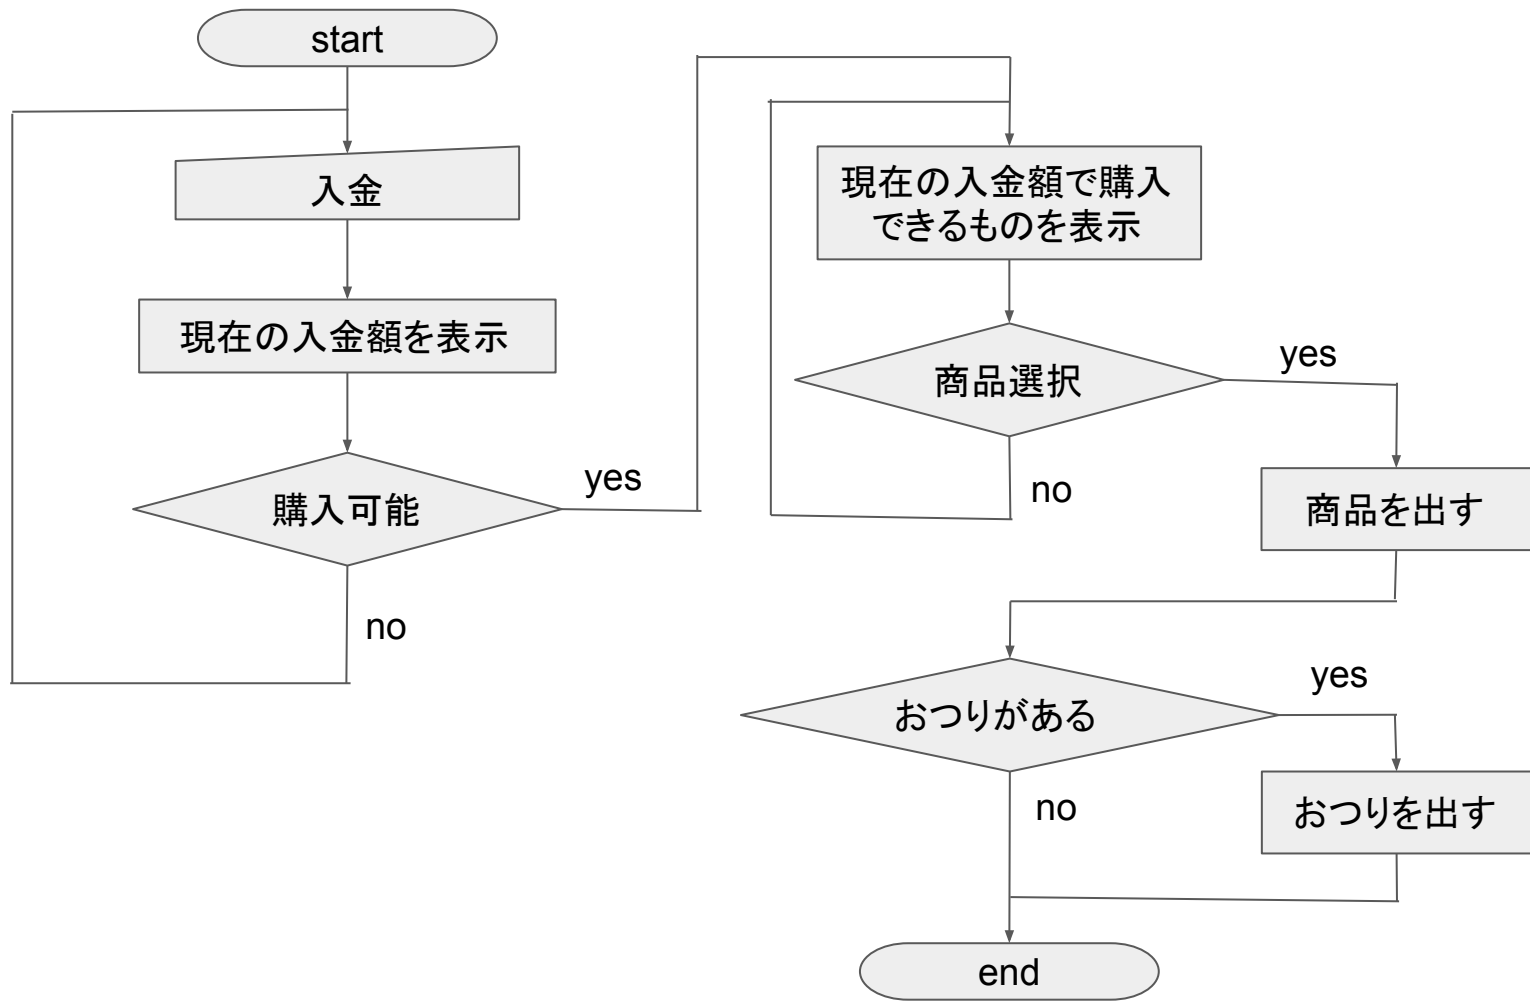 start
入金
現在の入金額を表示
購入可能
yes
no
現在の入金額で購入
できるものを表示
商品選択
yes
no
商品を出す
おつりがある
yes
no
おつりを出す
end